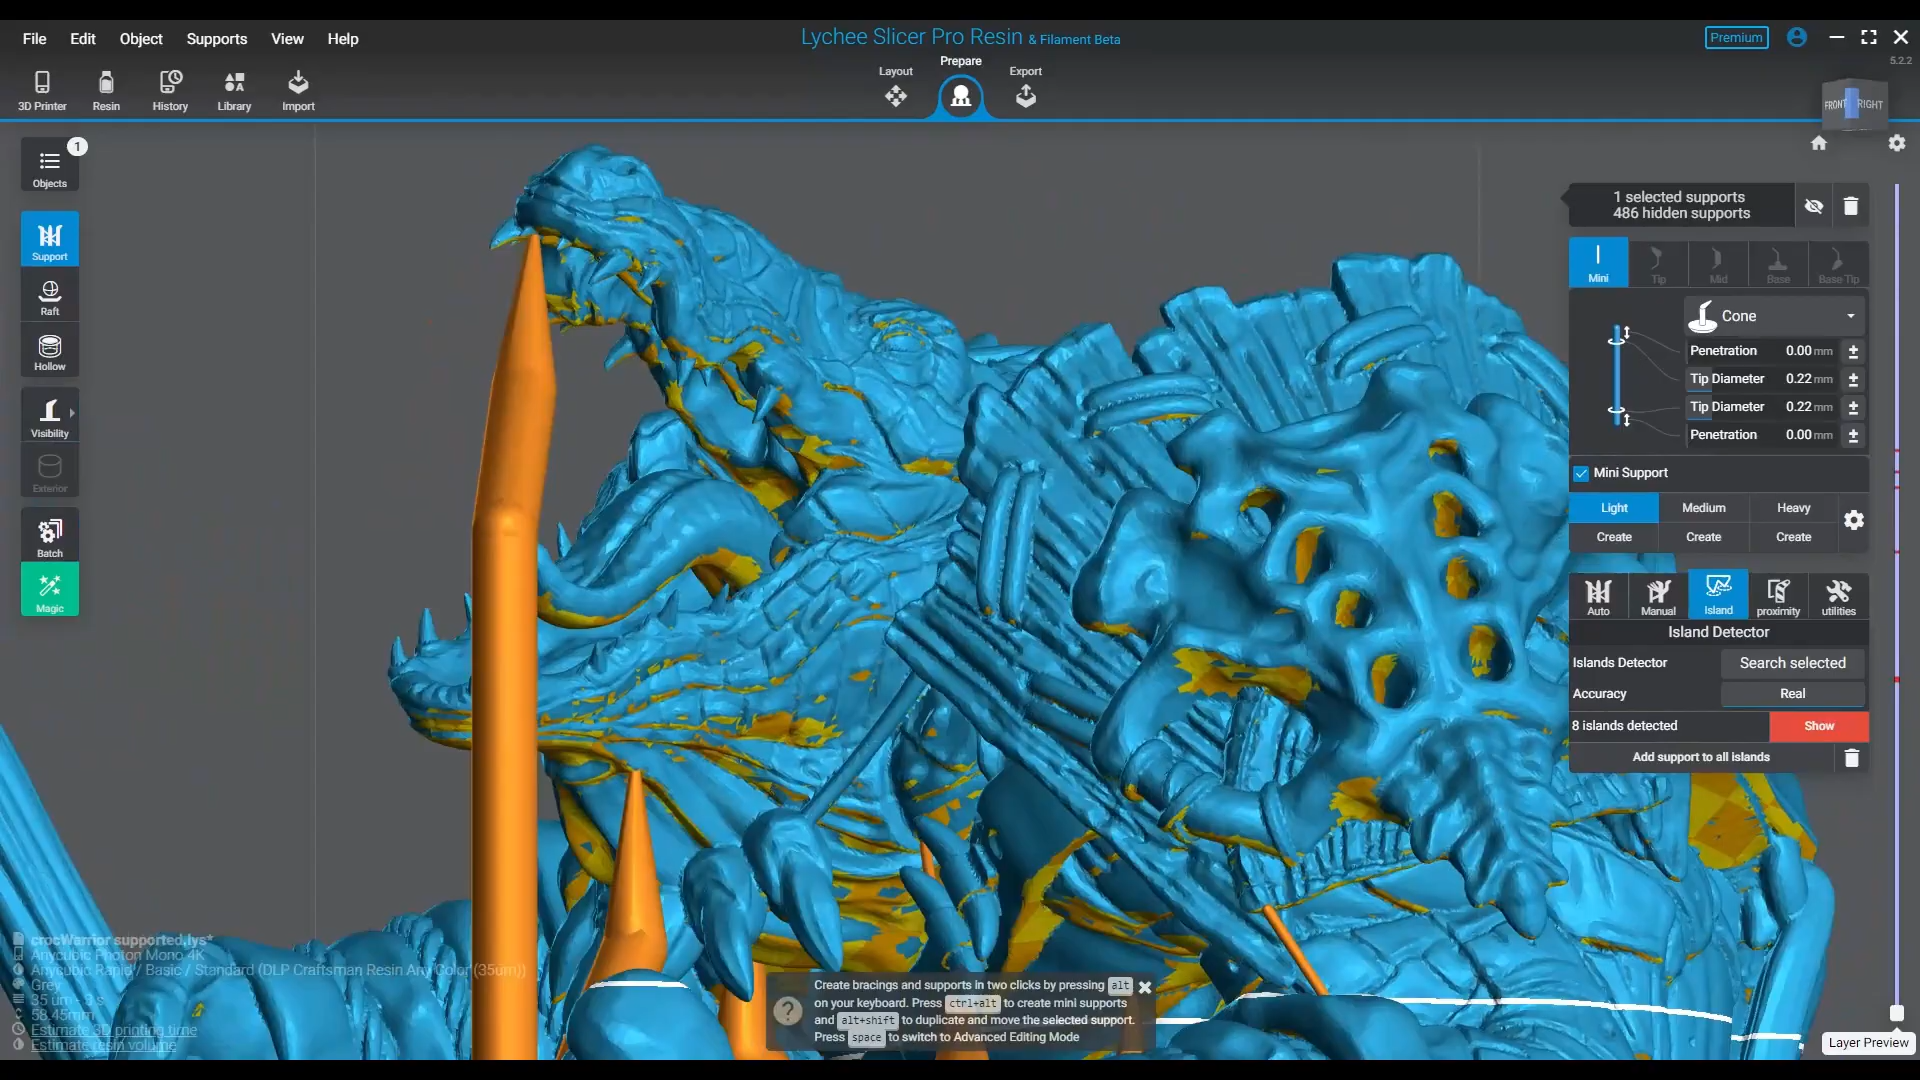 File Edit Object Supports View Help
Lychee Slicer Pro Resin & Filament Beta
Premium
5.2.2
3D Printer Resin History Library Import
Layout Prepare Export
FRONT RIGHT
Objects 1
Support
Raft
Hollow
Visibility
Exterior
Batch
Magic
1 selected supports
486 hidden supports
Mini Tip Mid Base Base Tip
Cone
Penetration 0.00 mm
Tip Diameter 0.22 mm
Tip Diameter 0.22 mm
Penetration 0.00 mm
Mini Support
Light Medium Heavy
Create Create Create
Auto Manual Island proximity utilities
Island Detector
Islands Detector Search selected
Accuracy Real
8 islands detected Show
Add support to all islands
crocWarrior supported.lys*
Anycubic Photon Mono 4K
Anycubic Rapid / Basic / Standard (DLP Craftsman Resin Any Color (35um))
Grey
35 um - 3 s
58.45mm
Estimate 3D printing time
Estimate resin volume
Create bracings and supports in two clicks by pressing alt
on your keyboard. Press ctrl+alt to create mini supports
and alt+shift to duplicate and move the selected support.
Press space to switch to Advanced Editing Mode
Layer Preview